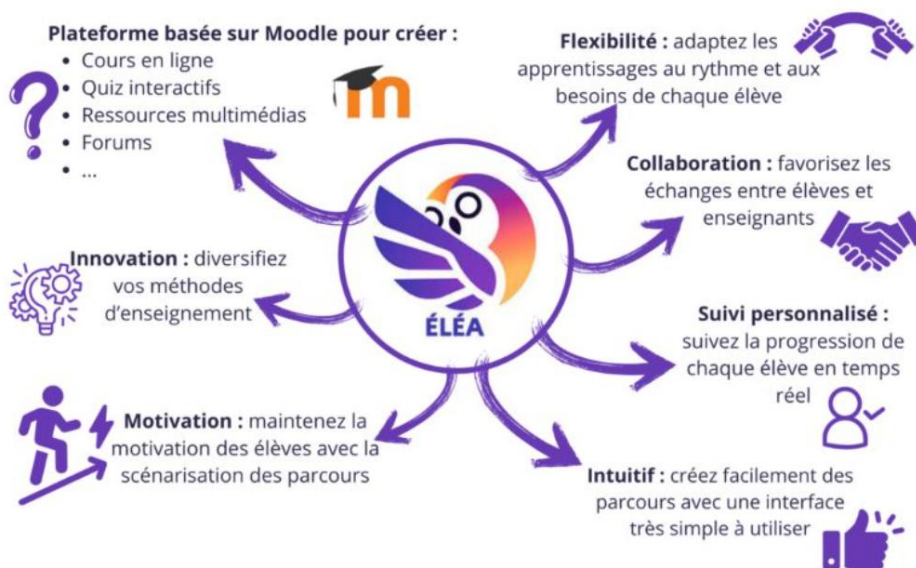 Plateforme basée sur Moodle pour créer :
• Cours en ligne
• Quiz interactifs
• Ressources multimédias
• Forums
• ...
m
Flexibilité : adaptez les
apprentissages au rythme et aux
besoins de chaque élève
Collaboration : favorisez les
échanges entre élèves et
enseignants
Innovation : diversifiez
vos méthodes
d'enseignement
ÉLÉA
Suivi personnalisé :
suivez la progression de
chaque élève en temps
réel
Motivation : maintenez la
motivation des élèves avec la
scénarisation des parcours
Intuitif : créez facilement des
parcours avec une interface
très simple à utiliser